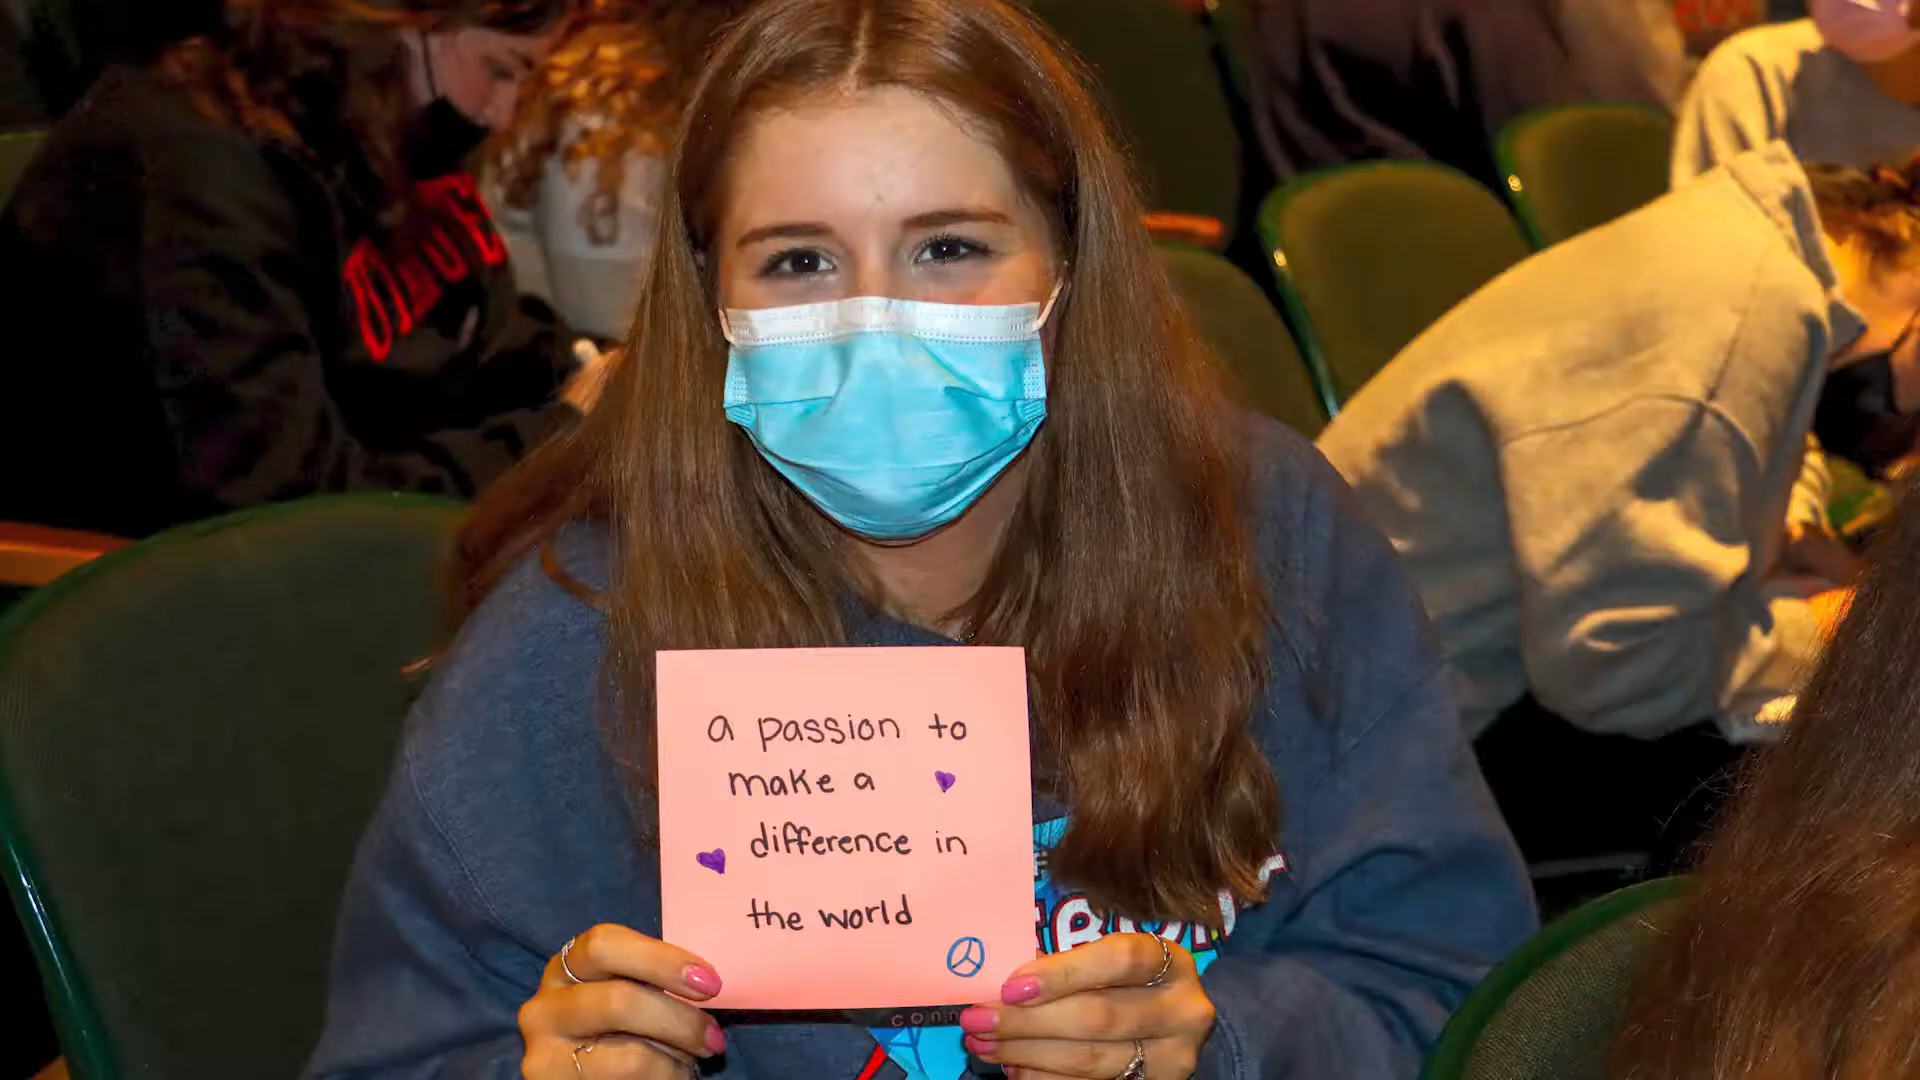 a passion to
make a
difference in
the world